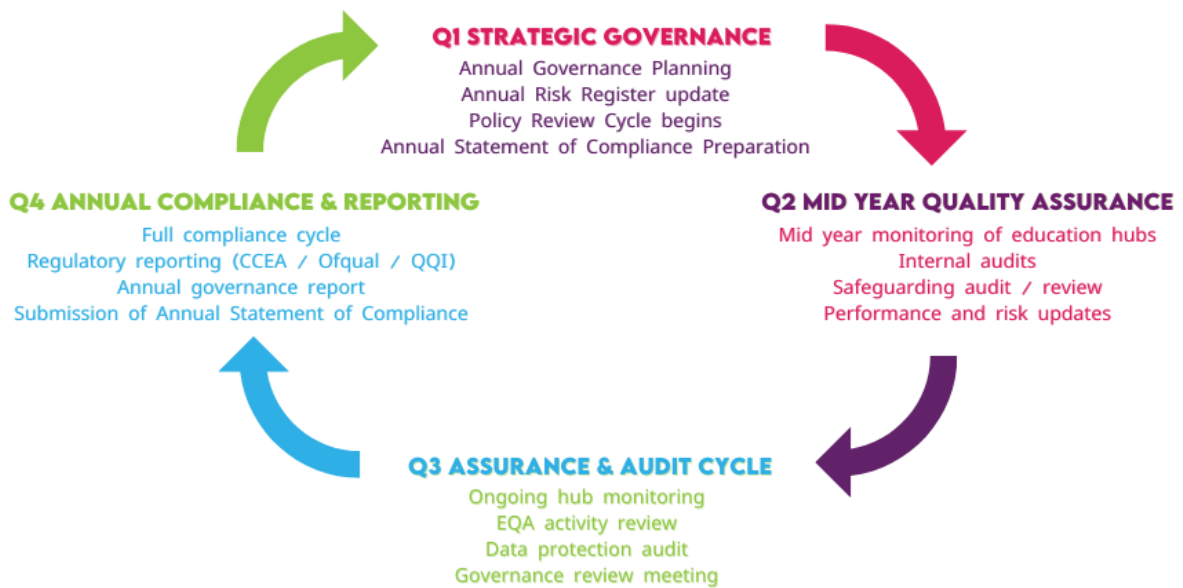 Q1 STRATEGIC GOVERNANCE
Annual Governance Planning
Annual Risk Register update
Policy Review Cycle begins
Annual Statement of Compliance Preparation
Q2 MID YEAR QUALITY ASSURANCE
Mid year monitoring of education hubs
Internal audits
Safeguarding audit / review
Performance and risk updates
Q3 ASSURANCE & AUDIT CYCLE
Ongoing hub monitoring
EQA activity review
Data protection audit
Governance review meeting
Q4 ANNUAL COMPLIANCE & REPORTING
Full compliance cycle
Regulatory reporting (CCEA / Ofqual / QQI)
Annual governance report
Submission of Annual Statement of Compliance